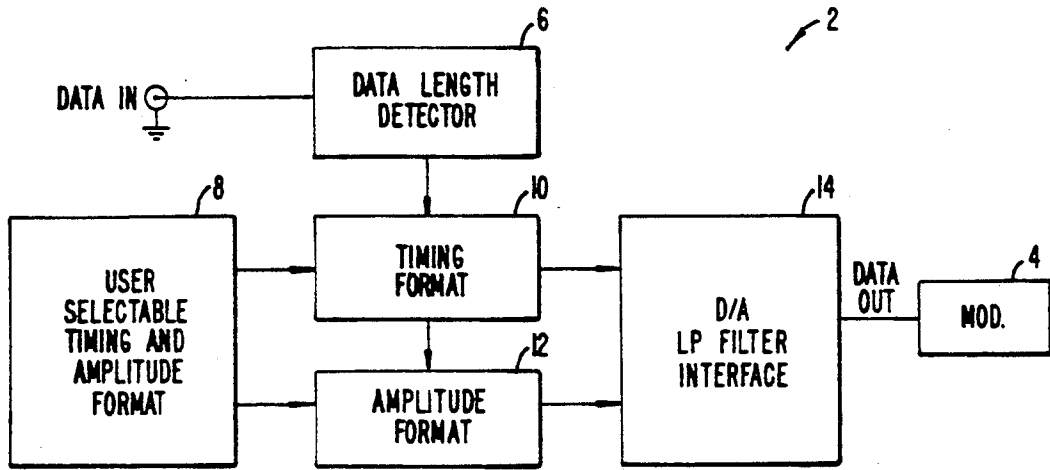 2
6
DATA IN
DATA LENGTH
DETECTOR
8
10
14
USER
SELECTABLE
TIMING AND
AMPLITUDE
FORMAT
TIMING
FORMAT
12
AMPLITUDE
FORMAT
D/A
LP FILTER
INTERFACE
DATA
OUT
4
MOD.